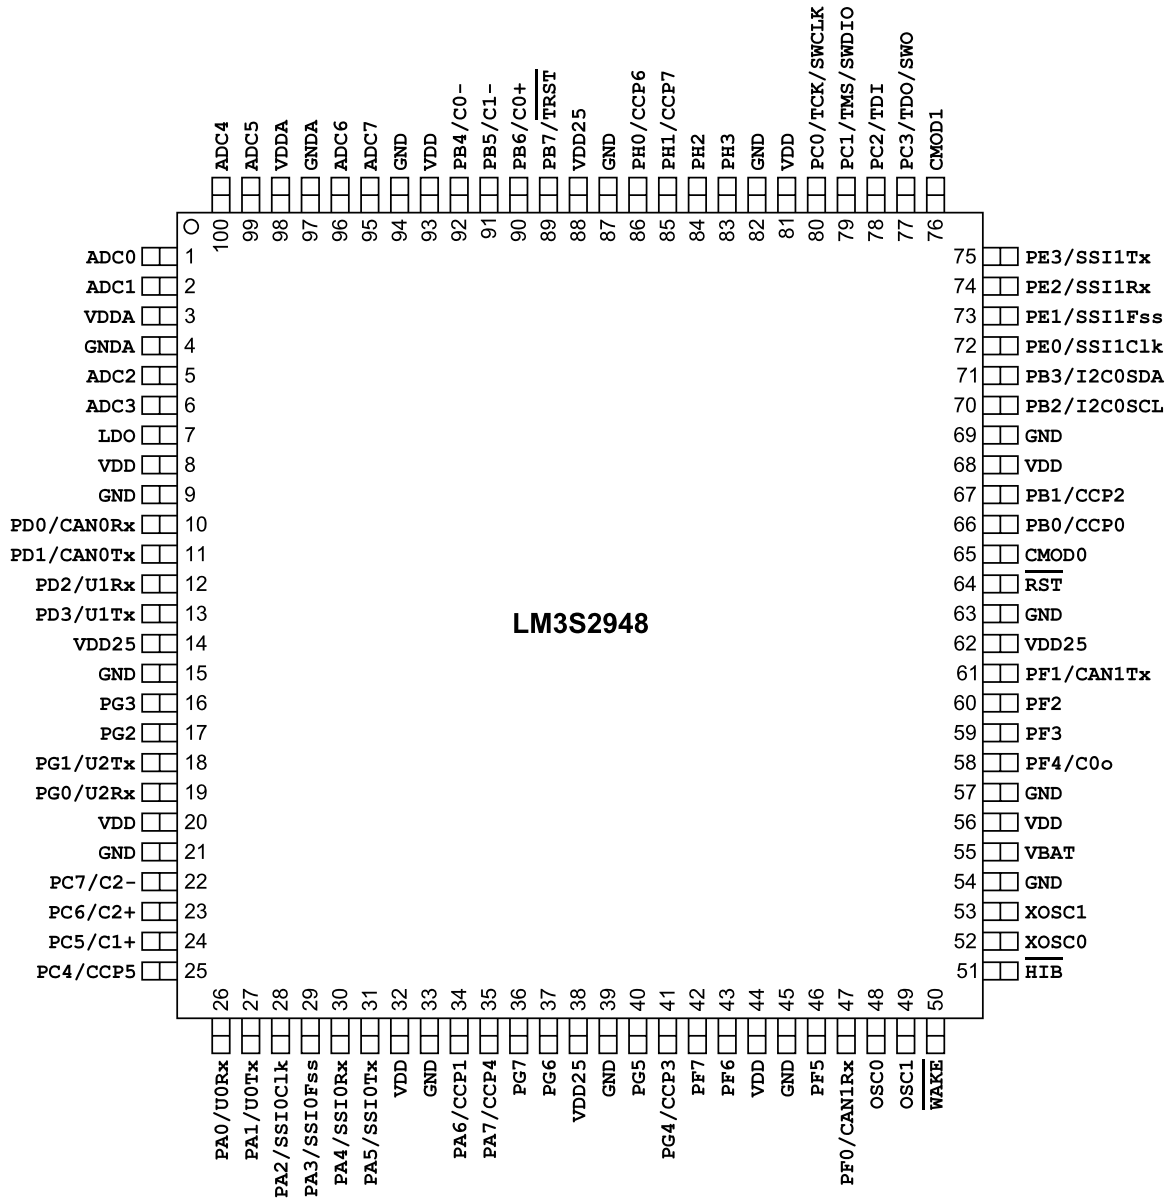 ADC4 100
ADC5 99
VDDA 98
GNDA 97
ADC6 96
ADC7 95
GND 94
VDD 93
PB4/C0- 92
PB5/C1- 91
PB6/C0+ 90
PB7/TRST 89
VDD25 88
GND 87
PH0/CCP6 86
PH1/CCP7 85
PH2 84
PH3 83
GND 82
VDD 81
PC0/TCK/SWCLK 80
PC1/TMS/SWDIO 79
PC2/TDI 78
PC3/TDO/SWO 77
CMOD1 76
ADC0 1
ADC1 2
VDDA 3
GNDA 4
ADC2 5
ADC3 6
LDO 7
VDD 8
GND 9
PD0/CAN0Rx 10
PD1/CAN0Tx 11
PD2/U1Rx 12
PD3/U1Tx 13
VDD25 14
GND 15
PG3 16
PG2 17
PG1/U2Tx 18
PG0/U2Rx 19
VDD 20
GND 21
PC7/C2- 22
PC6/C2+ 23
PC5/C1+ 24
PC4/CCP5 25
LM3S2948
75 PE3/SSI1Tx
74 PE2/SSI1Rx
73 PE1/SSI1Fss
72 PE0/SSI1Clk
71 PB3/I2C0SDA
70 PB2/I2C0SCL
69 GND
68 VDD
67 PB1/CCP2
66 PB0/CCP0
65 CMOD0
64 RST
63 GND
62 VDD25
61 PF1/CAN1Tx
60 PF2
59 PF3
58 PF4/C0o
57 GND
56 VDD
55 VBAT
54 GND
53 XOSC1
52 XOSC0
51 HIB
26 PA0/U0Rx
27 PA1/U0Tx
28 PA2/SSI0Clk
29 PA3/SSI0Fss
30 PA4/SSI0Rx
31 PA5/SSI0Tx
32 VDD
33 GND
34 PA6/CCP1
35 PA7/CCP4
36 PG7
37 PG6
38 VDD25
39 GND
40 PG5
41 PG4/CCP3
42 PF7
43 PF6
44 VDD
45 GND
46 PF5
47 PF0/CAN1Rx
48 OSC0
49 OSC1
50 WAKE